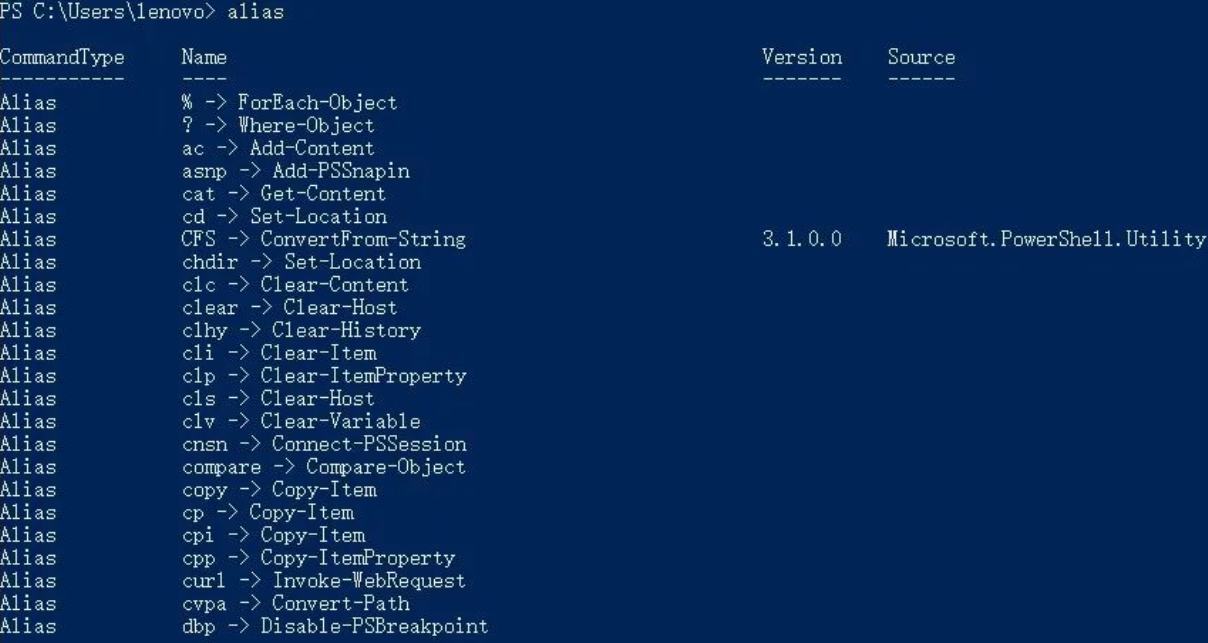 PS C:\Users\lenovo> alias
CommandType Name Version Source
----------- ---- ------- ------
Alias % -> ForEach-Object
Alias ? -> Where-Object
Alias ac -> Add-Content
Alias asnp -> Add-PSSnapin
Alias cat -> Get-Content
Alias cd -> Set-Location
Alias CFS -> ConvertFrom-String 3.1.0.0 Microsoft.PowerShell.Utility
Alias chdir -> Set-Location
Alias clc -> Clear-Content
Alias clear -> Clear-Host
Alias clhy -> Clear-History
Alias cli -> Clear-Item
Alias clp -> Clear-ItemProperty
Alias cls -> Clear-Host
Alias clv -> Clear-Variable
Alias cnsn -> Connect-PSSession
Alias compare -> Compare-Object
Alias copy -> Copy-Item
Alias cp -> Copy-Item
Alias cpi -> Copy-Item
Alias cpp -> Copy-ItemProperty
Alias curl -> Invoke-WebRequest
Alias cvpa -> Convert-Path
Alias dbp -> Disable-PSBreakpoint